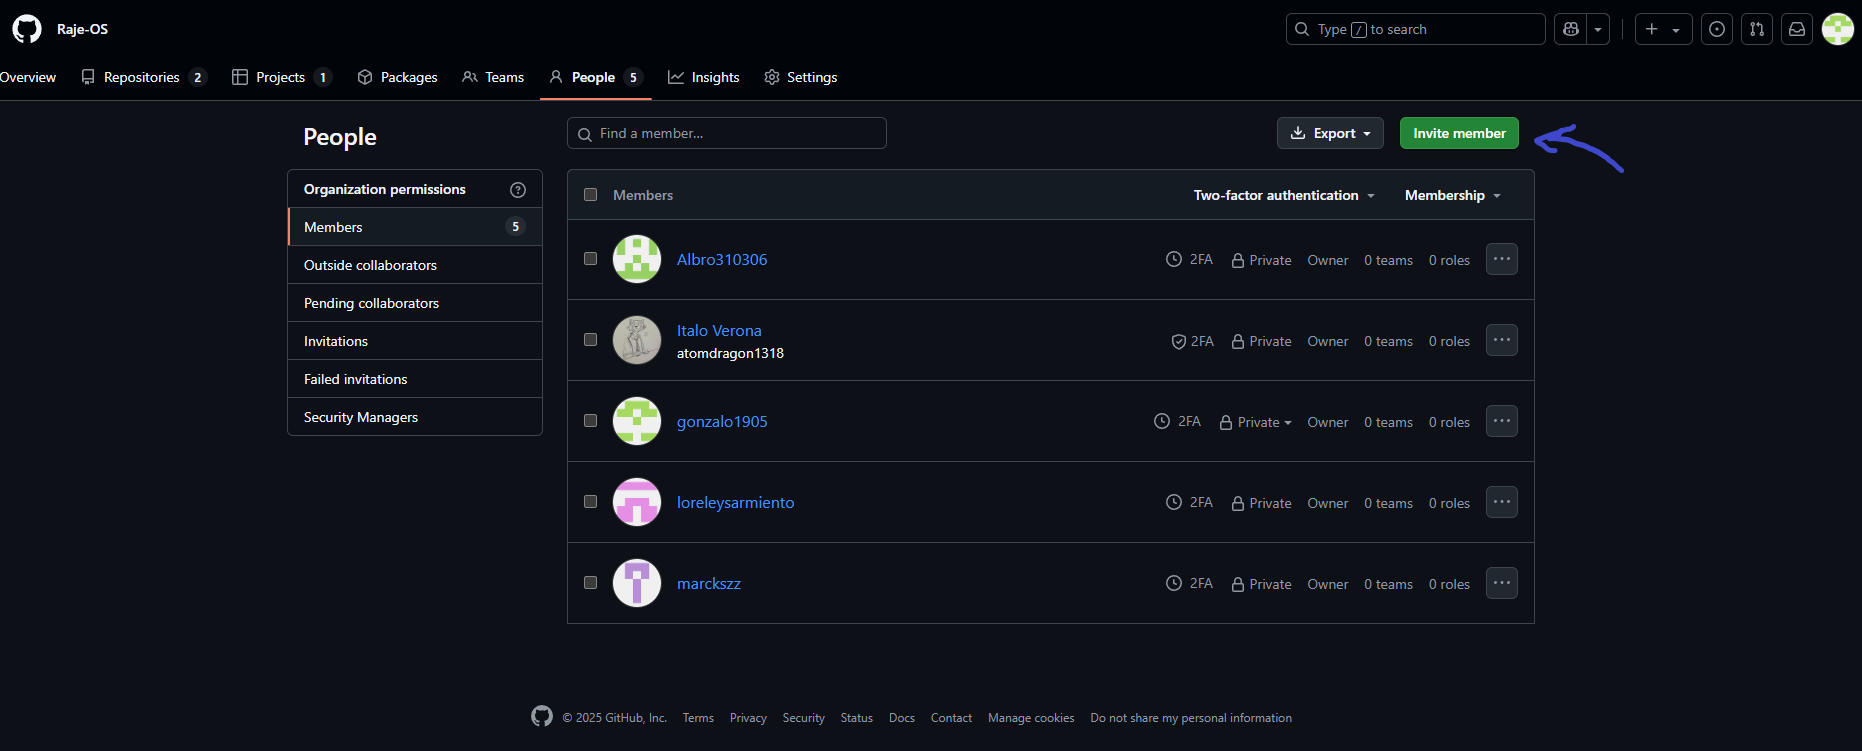 Raje-OS
Type / to search
Overview Repositories 2 Projects 1 Packages Teams People 5 Insights Settings
People
Find a member...
Export
Invite member
Organization permissions
Members 5
Outside collaborators
Pending collaborators
Invitations
Failed invitations
Security Managers
Members Two-factor authentication Membership
Albro310306 2FA Private Owner 0 teams 0 roles
Italo Verona
atomdragon1318
2FA Private Owner 0 teams 0 roles
gonzalo1905 2FA Private Owner 0 teams 0 roles
loreleysarmiento 2FA Private Owner 0 teams 0 roles
marckszz 2FA Private Owner 0 teams 0 roles
© 2025 GitHub, Inc. Terms Privacy Security Status Docs Contact Manage cookies Do not share my personal information